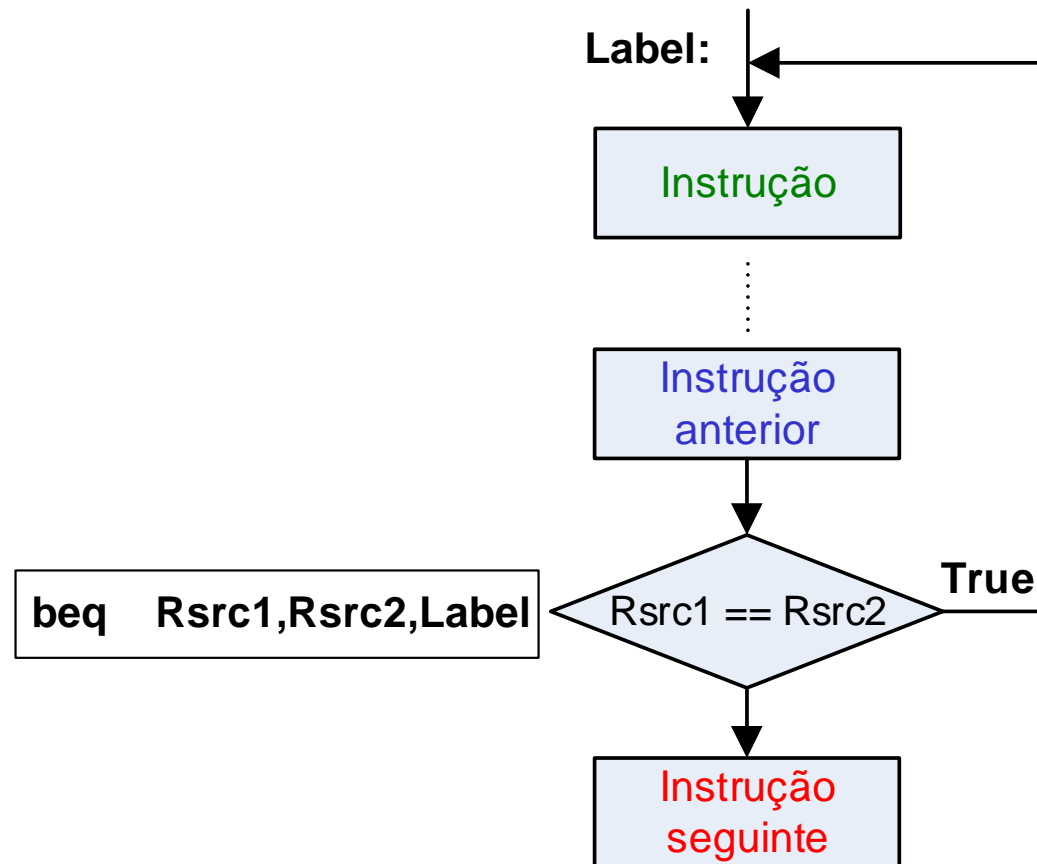 Label:
Instrução
Instrução
anterior
True
beq Rsrc1,Rsrc2,Label
Rsrc1 == Rsrc2
Instrução
seguinte